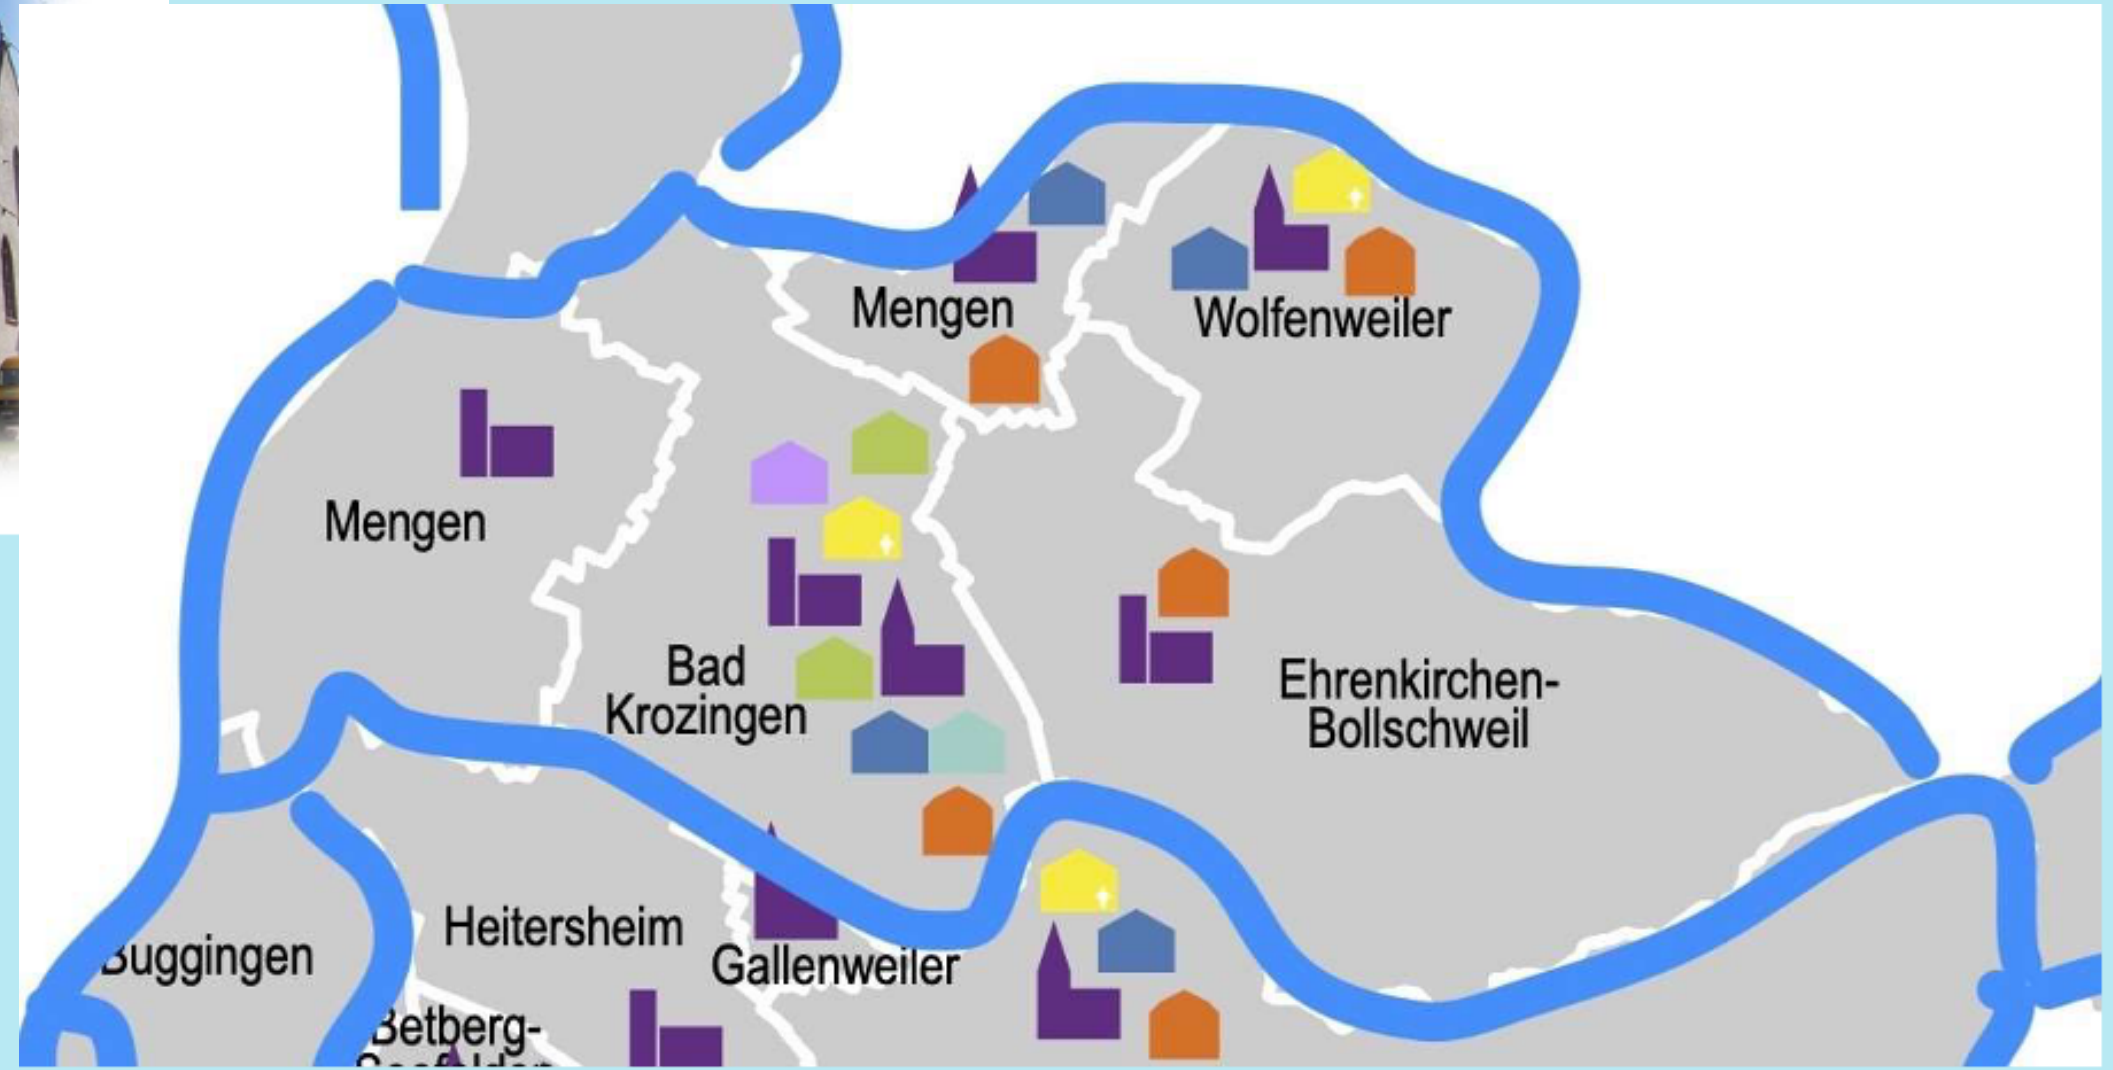 Mengen
Wolfenweiler
Mengen
Bad
Krozingen
Ehrenkirchen-
Bollschweil
Heitersheim
Buggingen
Gallenweiler
Betberg-